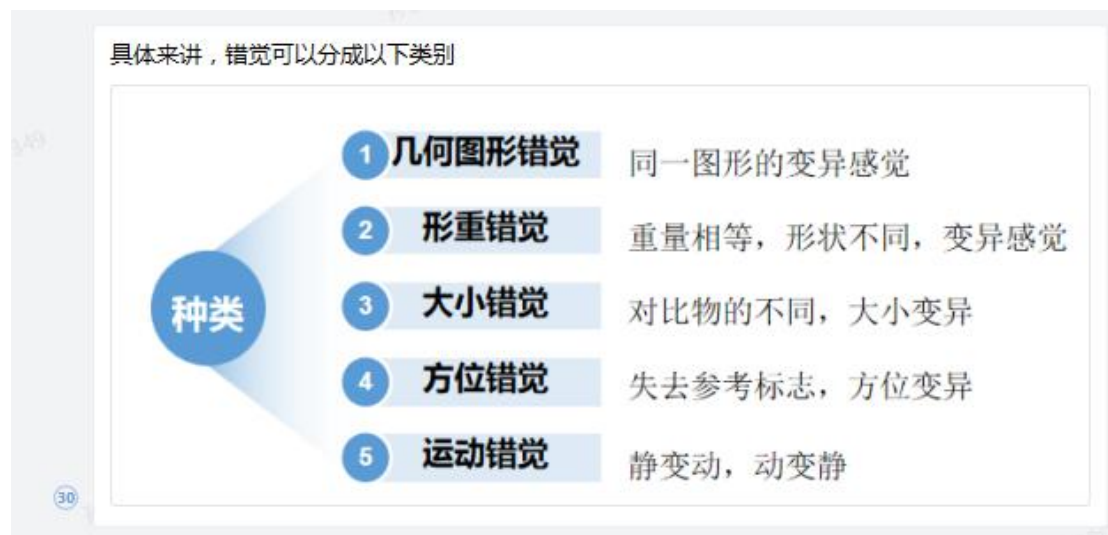 具体来讲，错觉可以分成以下类别
种类
1 几何图形错觉 同一图形的变异感觉
2 形重错觉 重量相等，形状不同，变异感觉
3 大小错觉 对比物的不同，大小变异
4 方位错觉 失去参考标志，方位变异
5 运动错觉 静变动，动变静
30